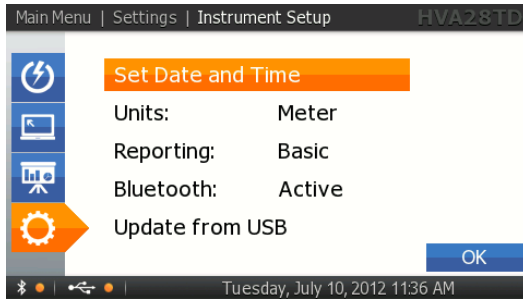 Main Menu | Settings | Instrument Setup HVA28TD
Set Date and Time
Units: Meter
Reporting: Basic
Bluetooth: Active
Update from USB
OK
Tuesday, July 10, 2012 11:36 AM